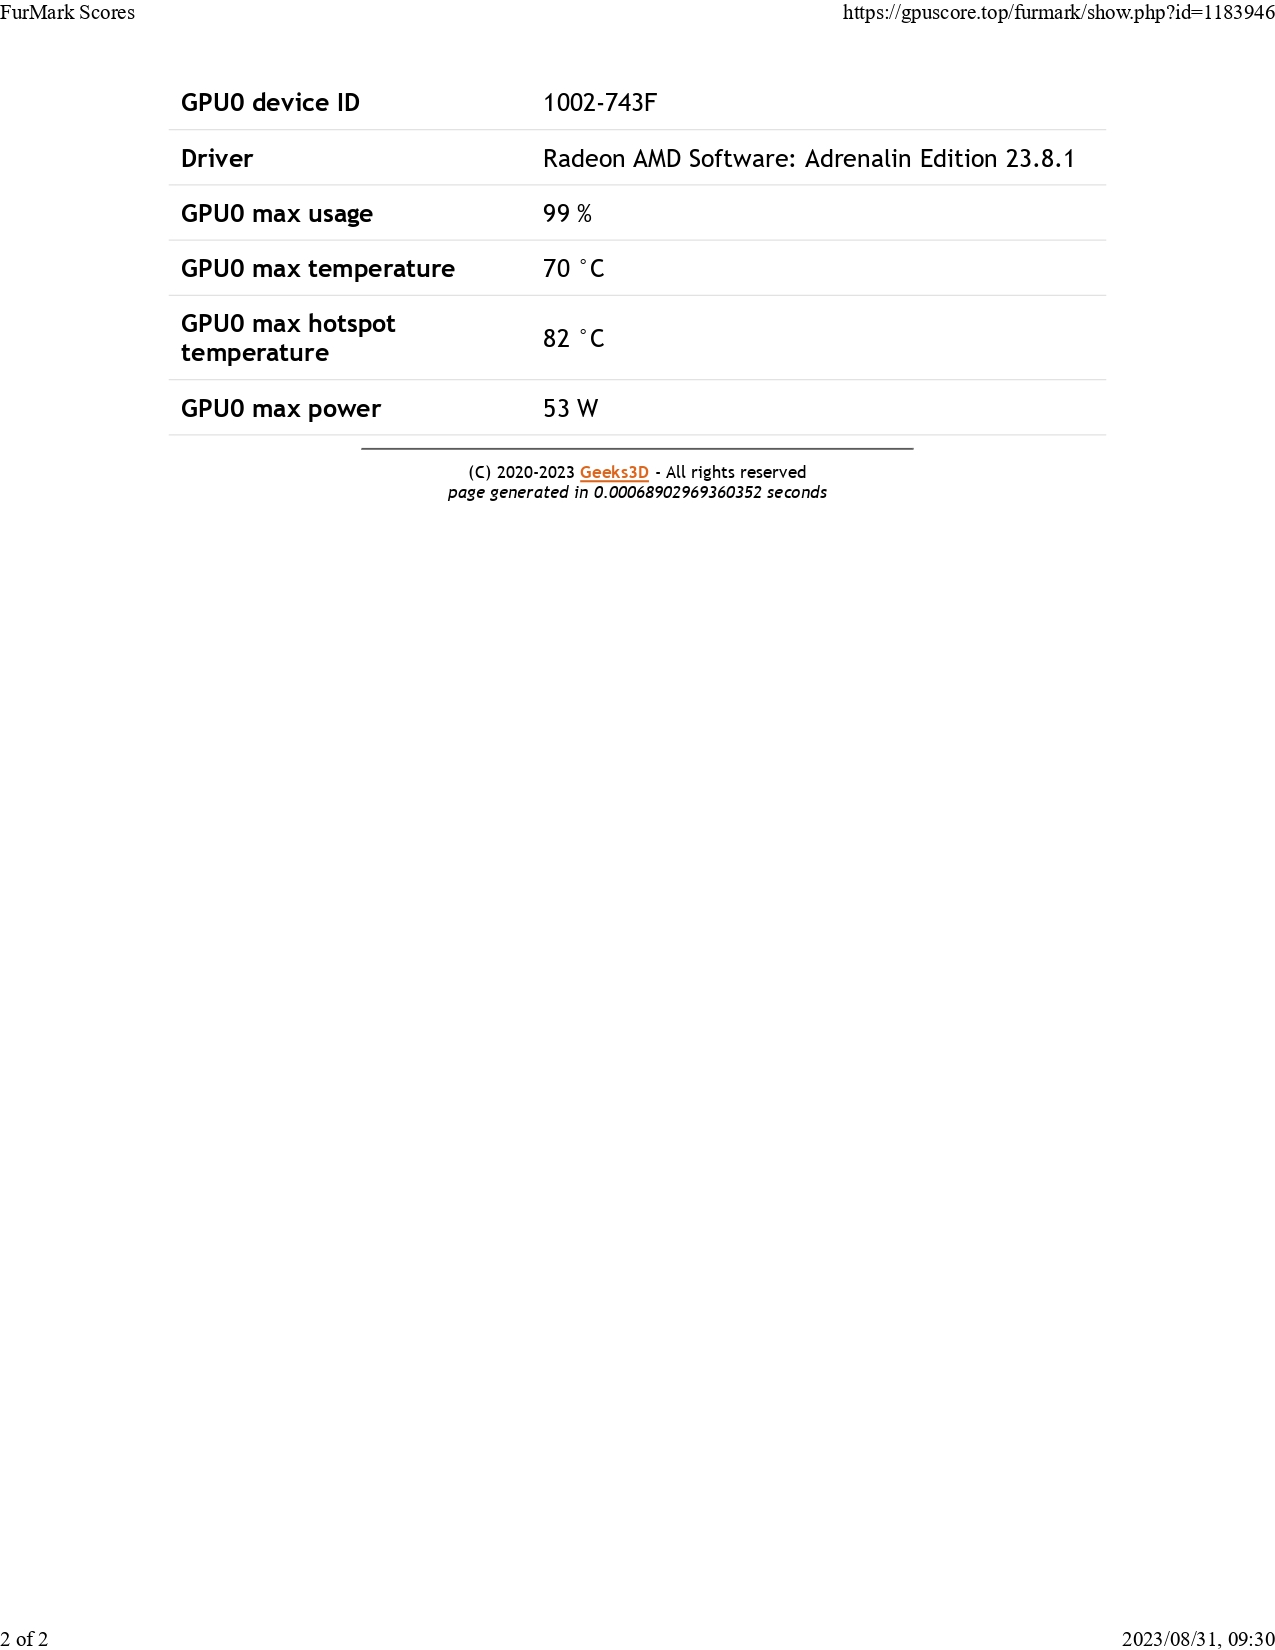 FurMark Scores https://gpuscore.top/furmark/show.php?id=1183946
GPU0 device ID 1002-743F
Driver Radeon AMD Software: Adrenalin Edition 23.8.1
GPU0 max usage 99 %
GPU0 max temperature 70 °C
GPU0 max hotspot
temperature 82 °C
GPU0 max power 53 W
(C) 2020-2023 Geeks3D - All rights reserved
page generated in 0.00068902969360352 seconds
2 of 2 2023/08/31, 09:30